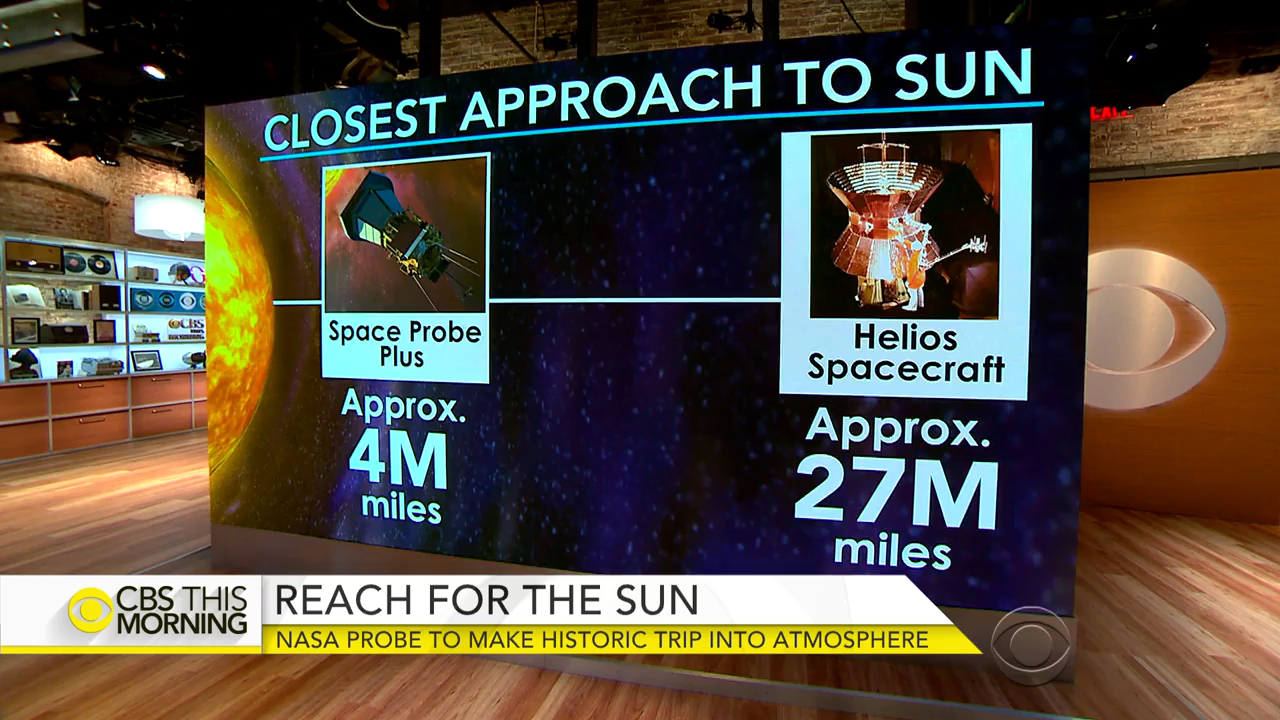 CLOSEST APPROACH TO SUN
Space Probe
Plus
Approx.
4M
miles
Helios
Spacecraft
Approx.
27M
miles
CBS
CBS THIS
MORNING
REACH FOR THE SUN
NASA PROBE TO MAKE HISTORIC TRIP INTO ATMOSPHERE